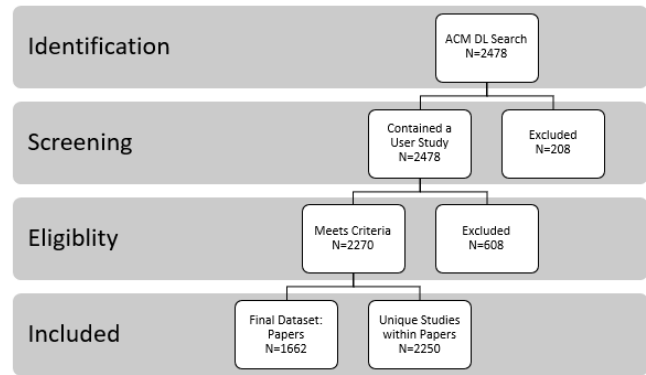 Identification
ACM DL Search
N=2478
Screening
Contained a
User Study
N=2478
Excluded
N=208
Eligiblity
Meets Criteria
N=2270
Excluded
N=608
Included
Final Dataset:
Papers
N=1662
Unique Studies
within Papers
N=2250